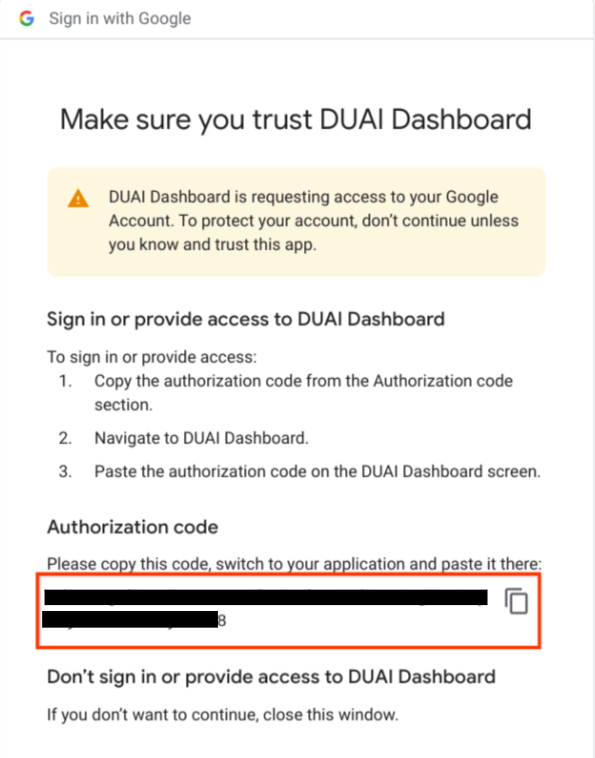 Sign in with Google
Make sure you trust DUAI Dashboard
DUAI Dashboard is requesting access to your Google
Account. To protect your account, don't continue unless
you know and trust this app.
Sign in or provide access to DUAI Dashboard
To sign in or provide access:
1. Copy the authorization code from the Authorization code
section.
2. Navigate to DUAI Dashboard.
3. Paste the authorization code on the DUAI Dashboard screen.
Authorization code
Please copy this code, switch to your application and paste it there:
8
Don't sign in or provide access to DUAI Dashboard
If you don't want to continue, close this window.